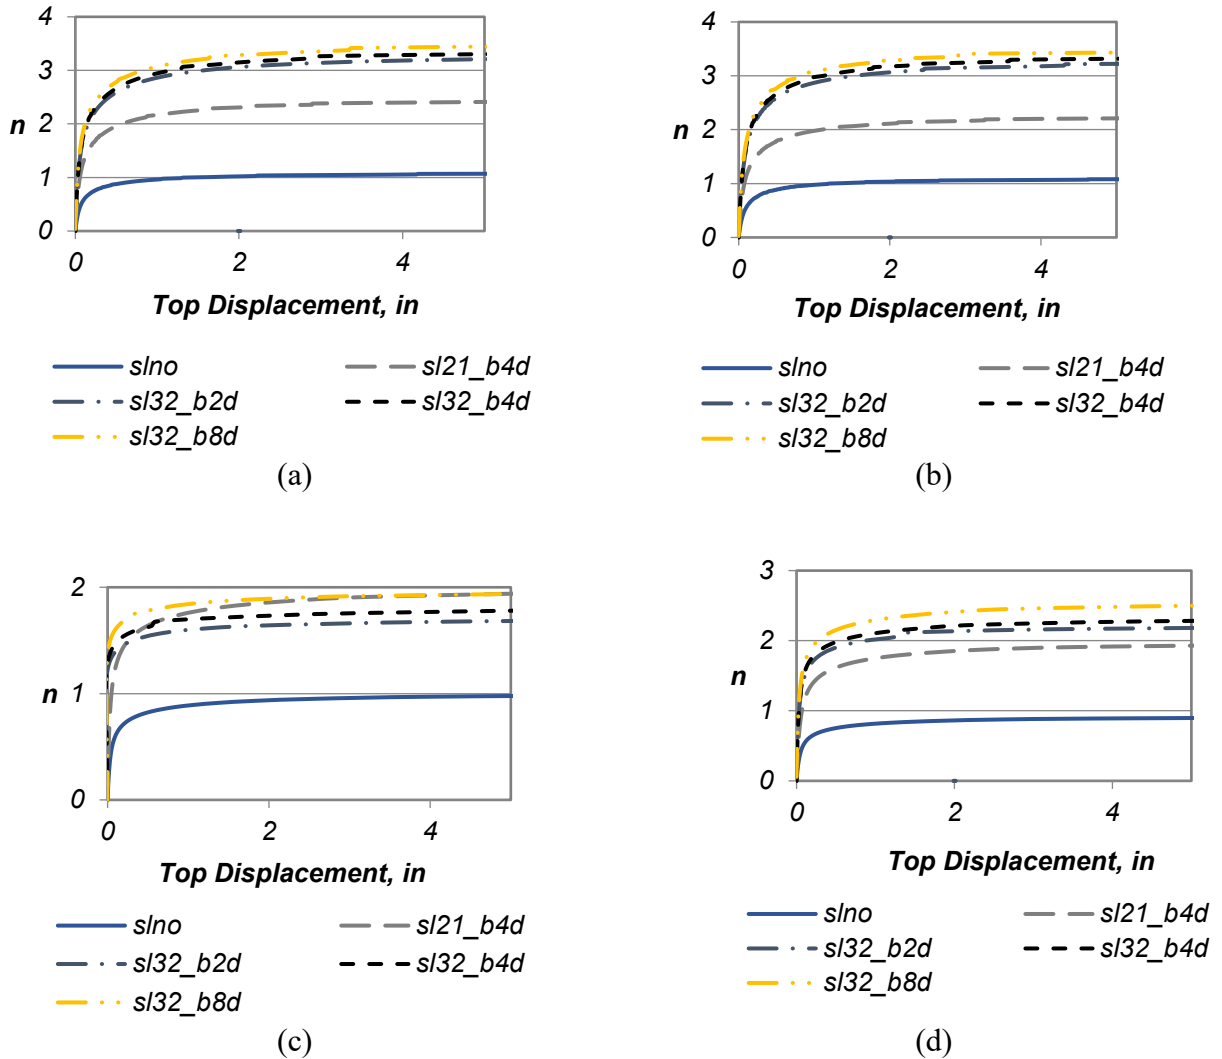 4
3
n
2
1
0
0 2 4
Top Displacement, in
slno sl21_b4d
sl32_b2d sl32_b4d
sl32_b8d
(a)
4
3
n
2
1
0
0 2 4
Top Displacement, in
slno sl21_b4d
sl32_b2d sl32_b4d
sl32_b8d
(b)
2
n 1
0
0 2 4
Top Displacement, in
slno sl21_b4d
sl32_b2d sl32_b4d
sl32_b8d
(c)
3
2
n
1
0
0 2 4
Top Displacement, in
slno sl21_b4d
sl32_b2d sl32_b4d
sl32_b8d
(d)